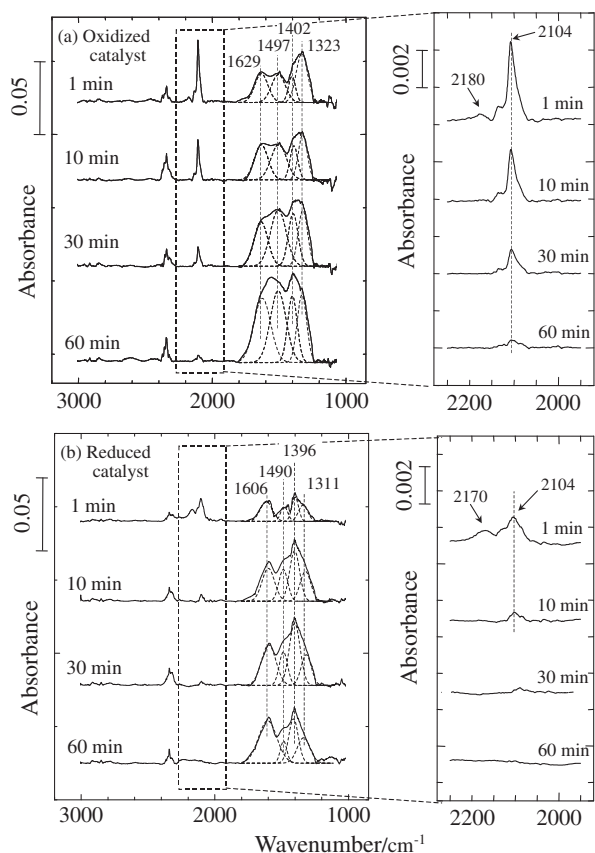 (a) Oxidized
catalyst
1402
1497
1323
1629
0.05
1 min
10 min
30 min
60 min
Absorbance
3000
2000
1000
2104
0.002
2180
1 min
10 min
30 min
60 min
Absorbance
2200
2000
(b) Reduced
catalyst
1396
1490
1311
1606
0.05
1 min
10 min
30 min
60 min
Absorbance
3000
2000
1000
0.002
2170
2104
1 min
10 min
30 min
60 min
Absorbance
2200
2000
Wavenumber/cm⁻¹